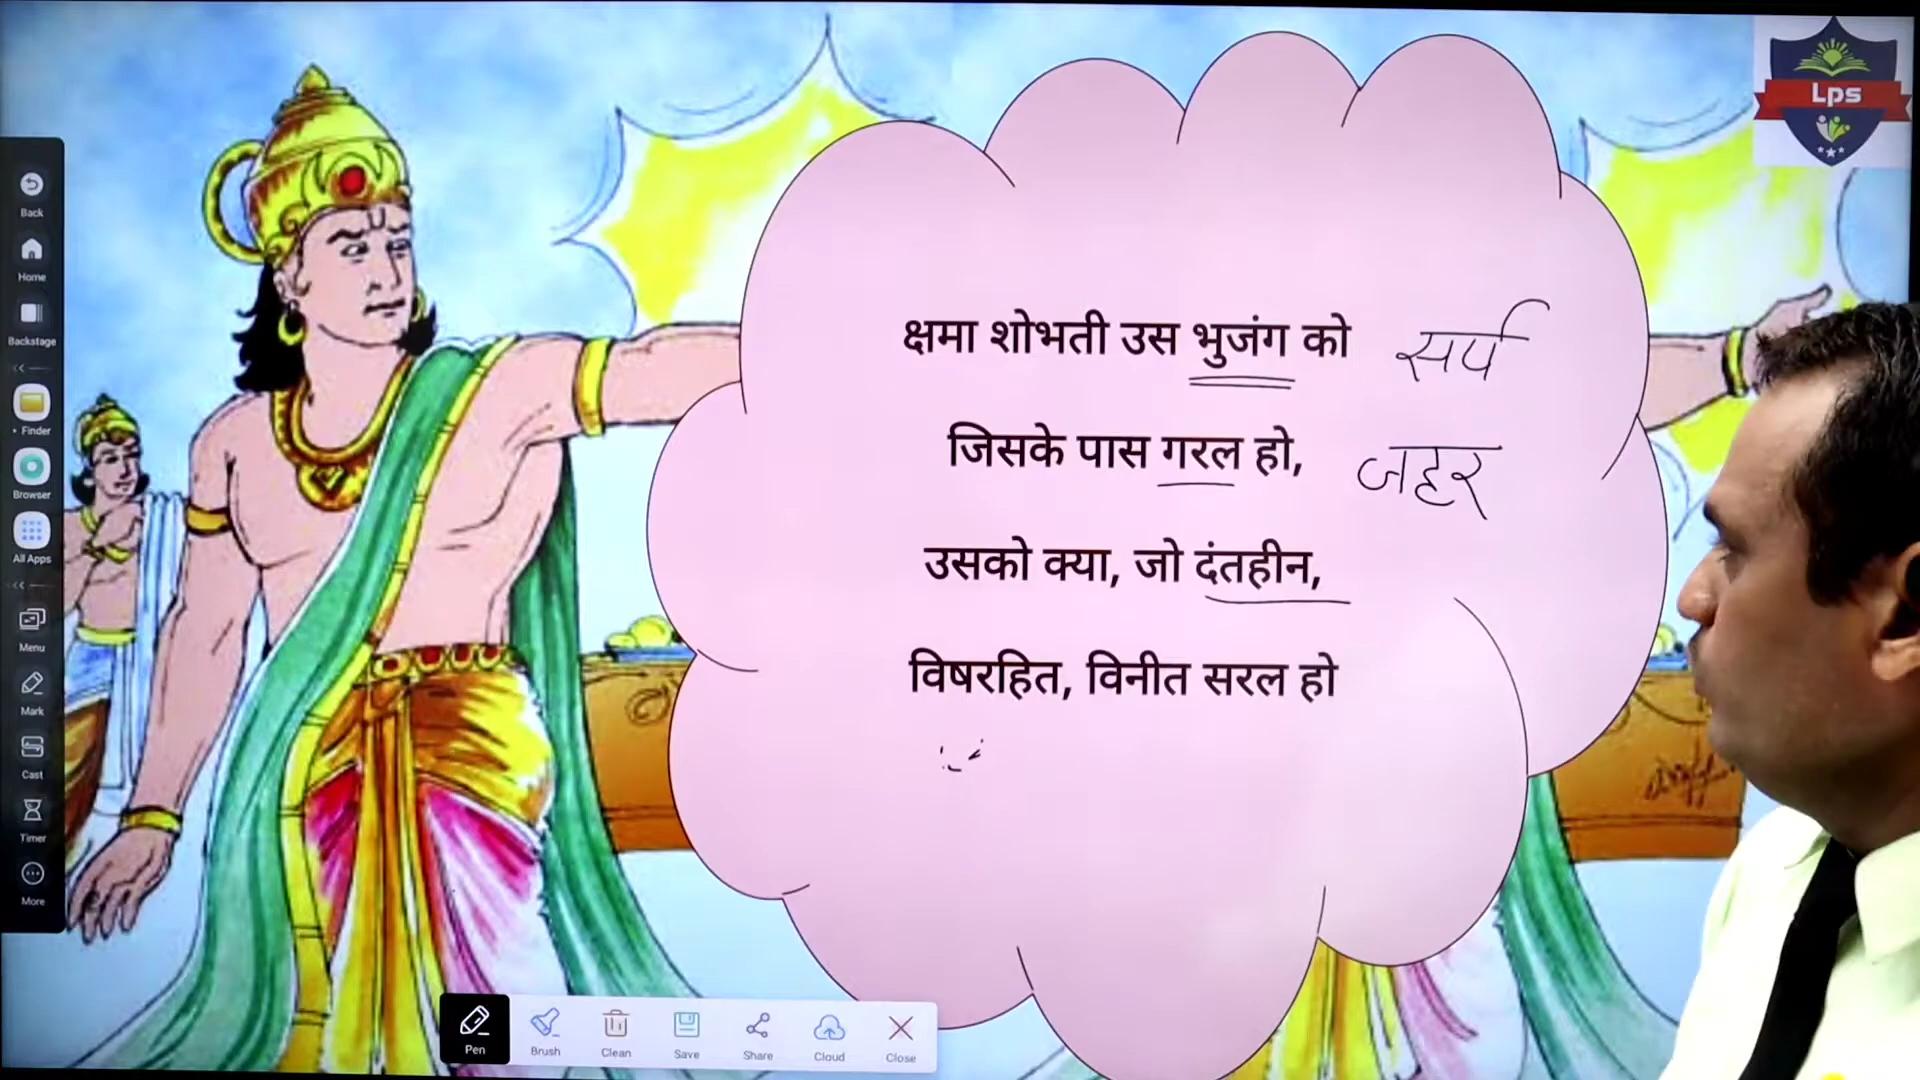 Lps
Back
Home
Backstage
Finder
Browser
All Apps
Menu
Mark
Cast
Timer
More
क्षमा शोभती उस भुजंग को सर्प
जिसके पास गरल हो, जहर
उसको क्या, जो दंतहीन,
विषरहित, विनीत सरल हो
Pen Brush Clean Save Share Cloud Close